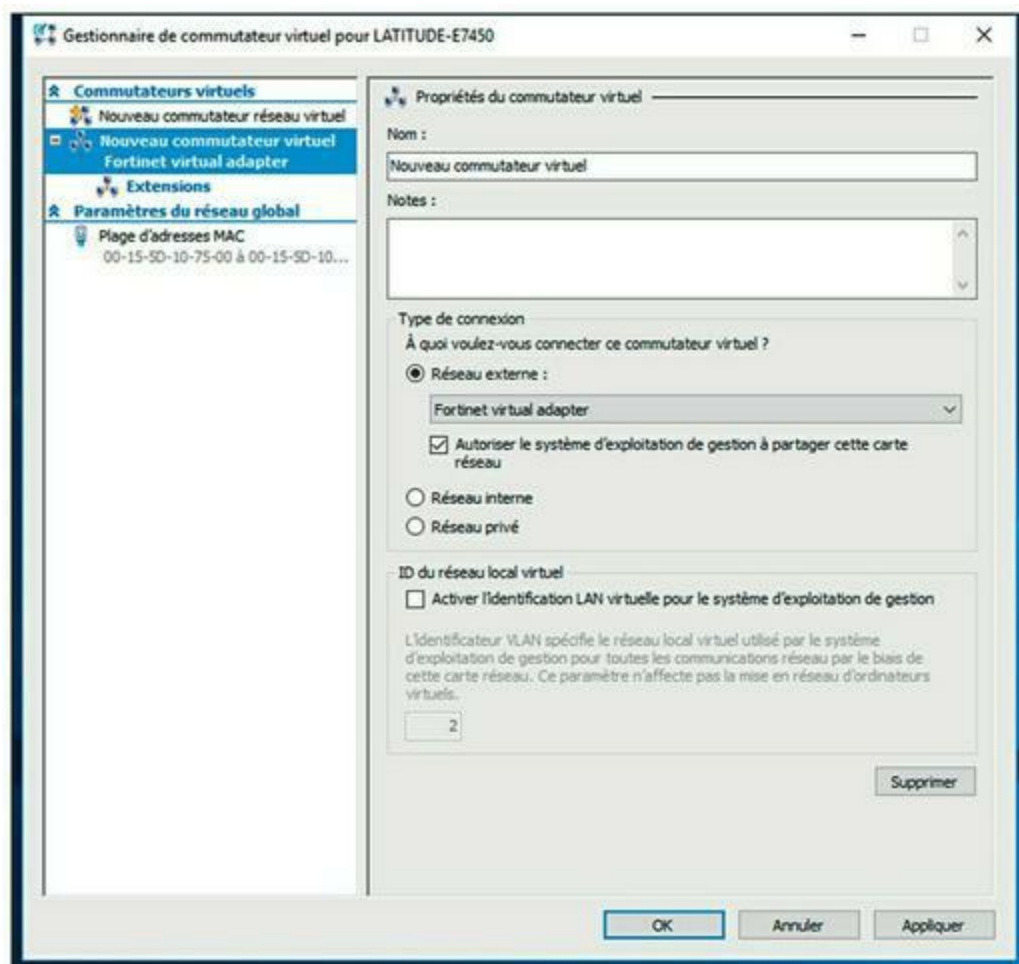 Gestionnaire de commutateur virtuel pour LATITUDE-E7450
Commutateurs virtuels
Nouveau commutateur réseau virtuel
Nouveau commutateur virtuel
Fortinet virtual adapter
Extensions
Paramètres du réseau global
Plage d'adresses MAC
00-15-5D-10-75-00 à 00-15-5D-10...
Propriétés du commutateur virtuel
Nom :
Nouveau commutateur virtuel
Notes :
Type de connexion
À quoi voulez-vous connecter ce commutateur virtuel ?
Réseau externe :
Fortinet virtual adapter
Autoriser le système d'exploitation de gestion à partager cette carte
réseau
Réseau interne
Réseau privé
ID du réseau local virtuel
Activer l'identification LAN virtuelle pour le système d'exploitation de gestion
L'identificateur VLAN spécifie le réseau local virtuel utilisé par le système
d'exploitation de gestion pour toutes les communications réseau par le biais de
cette carte réseau. Ce paramètre n'affecte pas la mise en réseau d'ordinateurs
virtuels.
2
Supprimer
OK
Annuler
Appliquer